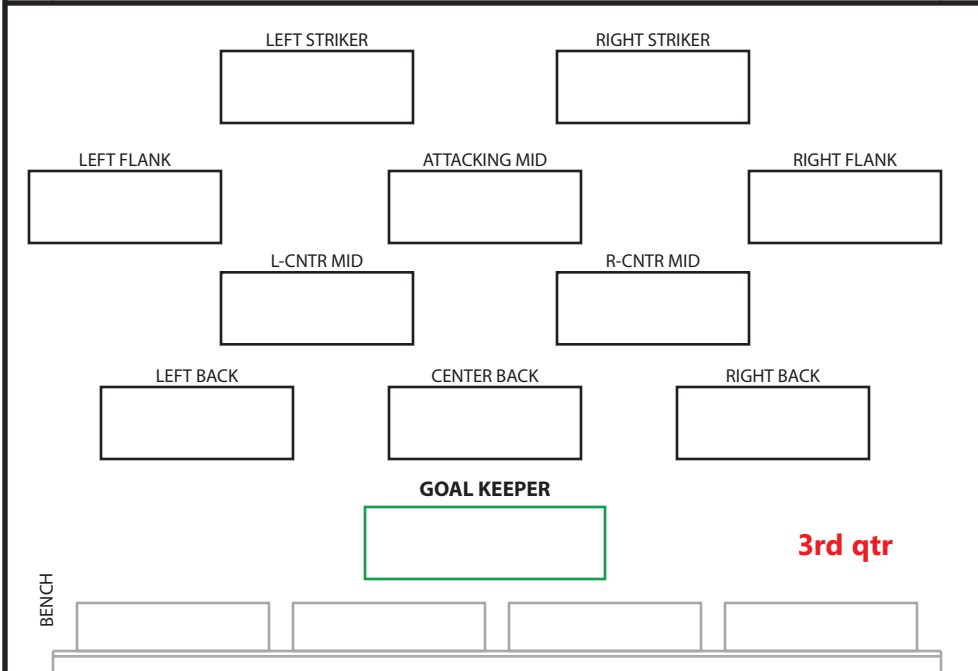 LEFT STRIKER
RIGHT STRIKER
LEFT FLANK
ATTACKING MID
RIGHT FLANK
L-CNTR MID
R-CNTR MID
LEFT BACK
CENTER BACK
RIGHT BACK
GOAL KEEPER
3rd qtr
BENCH